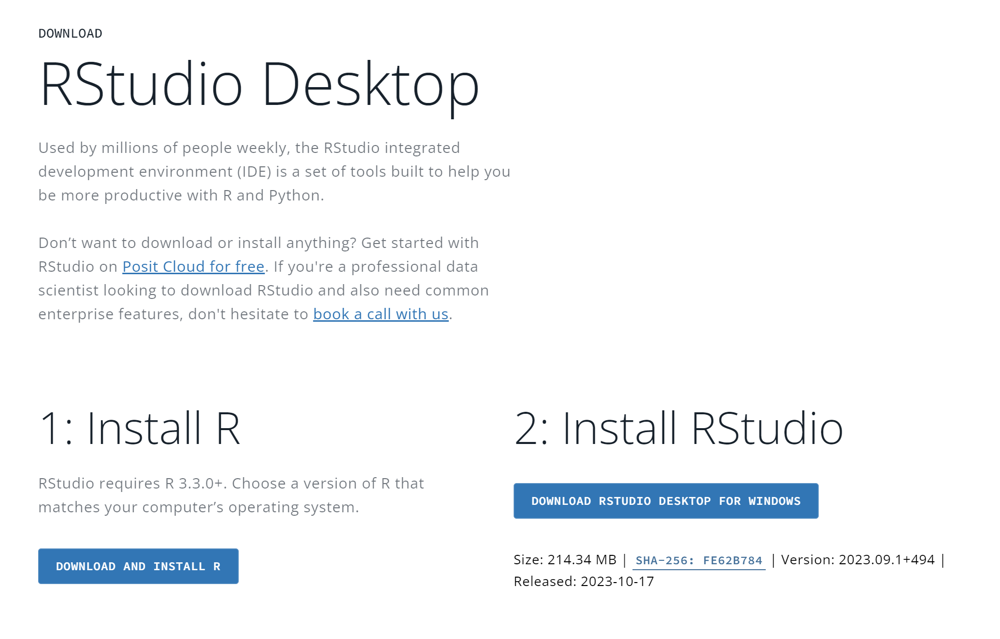 DOWNLOAD
RStudio Desktop
Used by millions of people weekly, the RStudio integrated
development environment (IDE) is a set of tools built to help you
be more productive with R and Python.
Don’t want to download or install anything? Get started with
RStudio on Posit Cloud for free. If you're a professional data
scientist looking to download RStudio and also need common
enterprise features, don't hesitate to book a call with us.
1: Install R
RStudio requires R 3.3.0+. Choose a version of R that
matches your computer’s operating system.
DOWNLOAD AND INSTALL R
2: Install RStudio
DOWNLOAD RSTUDIO DESKTOP FOR WINDOWS
Size: 214.34 MB | SHA-256: FE62B784 | Version: 2023.09.1+494 |
Released: 2023-10-17